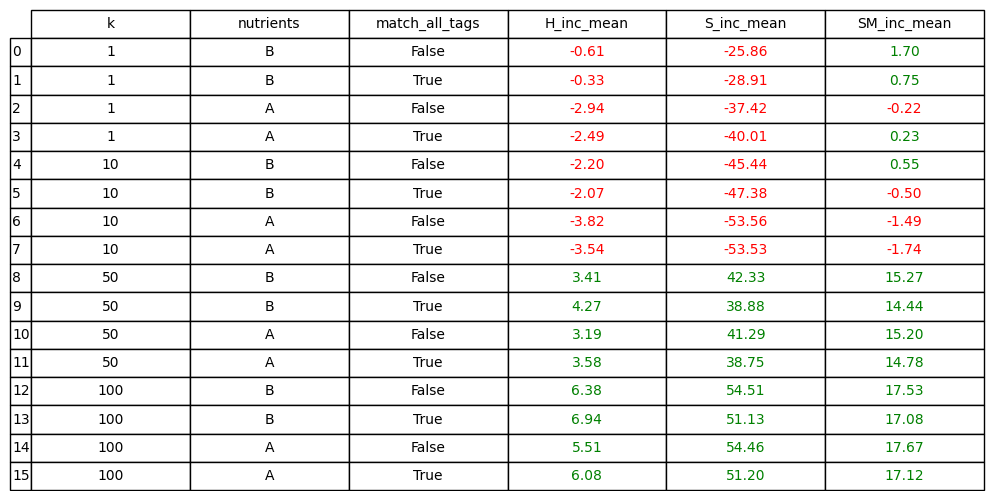 k nutrients match_all_tags H_inc_mean S_inc_mean SM_inc_mean
0 1 B False -0.61 -25.86 1.70
1 1 B True -0.33 -28.91 0.75
2 1 A False -2.94 -37.42 -0.22
3 1 A True -2.49 -40.01 0.23
4 10 B False -2.20 -45.44 0.55
5 10 B True -2.07 -47.38 -0.50
6 10 A False -3.82 -53.56 -1.49
7 10 A True -3.54 -53.53 -1.74
8 50 B False 3.41 42.33 15.27
9 50 B True 4.27 38.88 14.44
10 50 A False 3.19 41.29 15.20
11 50 A True 3.58 38.75 14.78
12 100 B False 6.38 54.51 17.53
13 100 B True 6.94 51.13 17.08
14 100 A False 5.51 54.46 17.67
15 100 A True 6.08 51.20 17.12